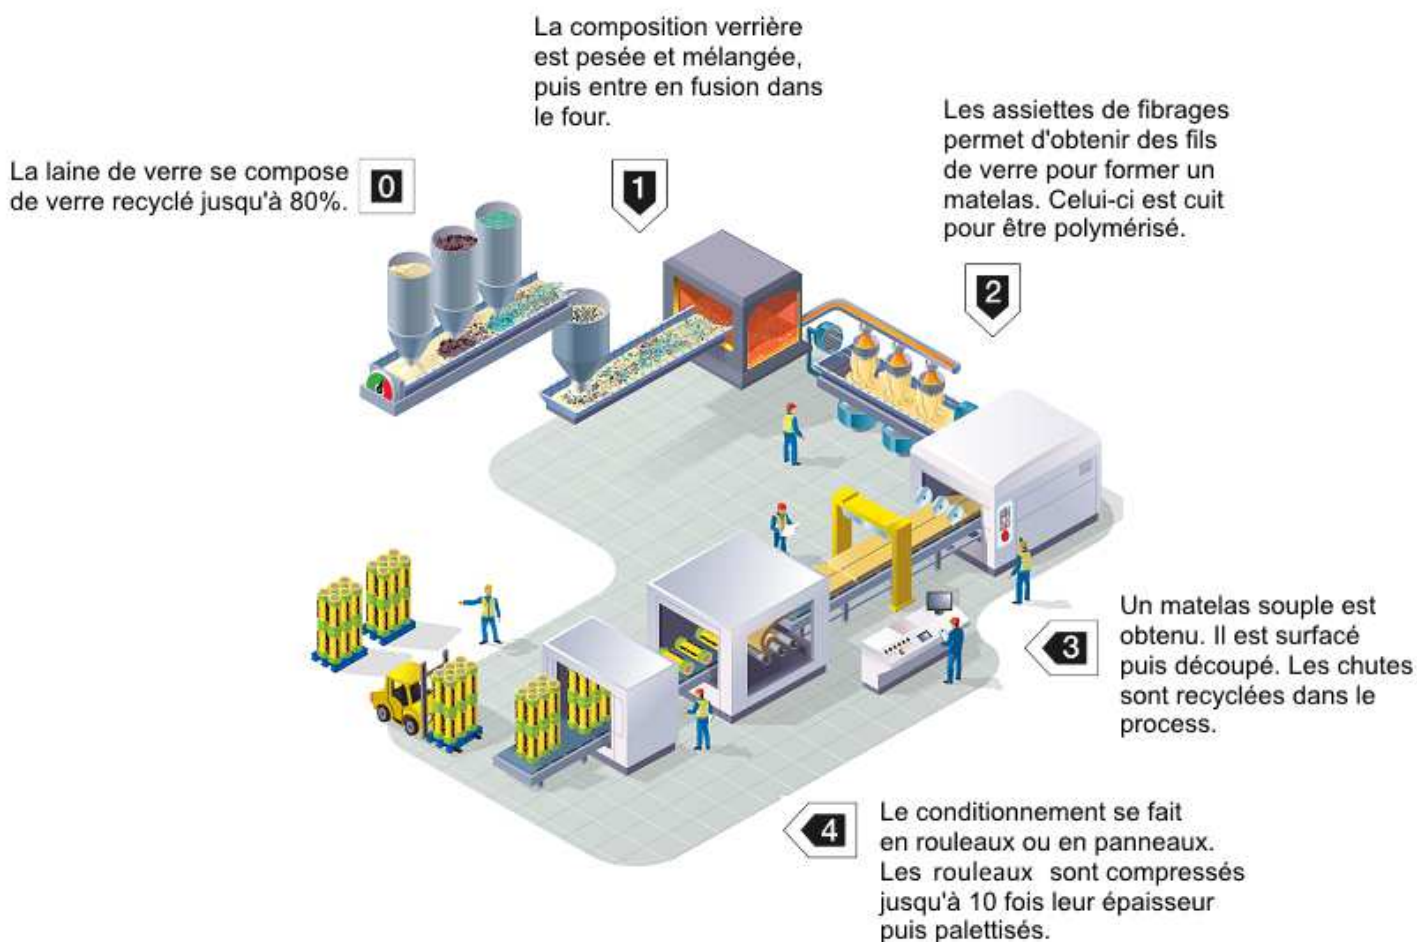 La laine de verre se compose
de verre recyclé jusqu'à 80%.
0
La composition verrière
est pesée et mélangée,
puis entre en fusion dans
le four.
1
Les assiettes de fibrages
permet d'obtenir des fils
de verre pour former un
matelas. Celui-ci est cuit
pour être polymérisé.
2
3
Un matelas souple est
obtenu. Il est surfacé
puis découpé. Les chutes
sont recyclées dans le
process.
4
Le conditionnement se fait
en rouleaux ou en panneaux.
Les rouleaux sont compressés
jusqu'à 10 fois leur épaisseur
puis palettisés.